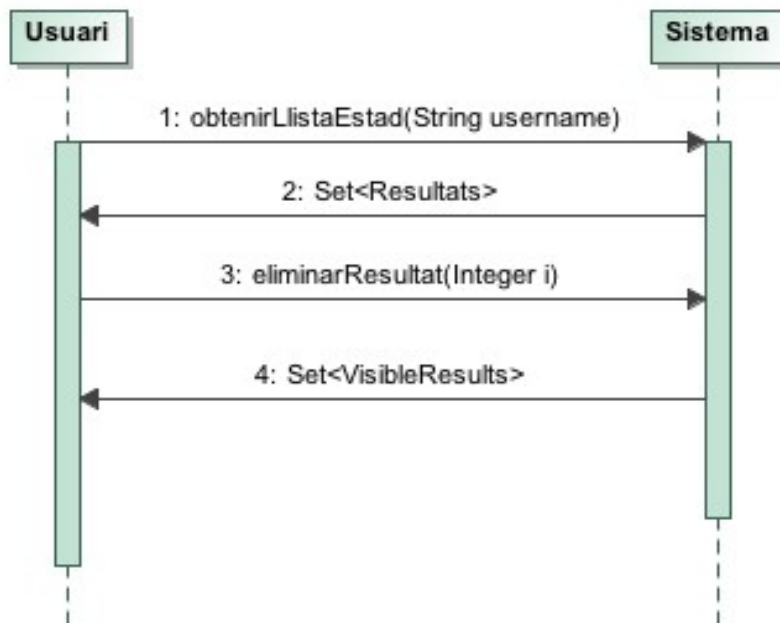 Usuari
Sistema
1: obtenirLlistaEstad(String username)
2: Set<Resultats>
3: eliminarResultat(Integer i)
4: Set<VisibleResults>